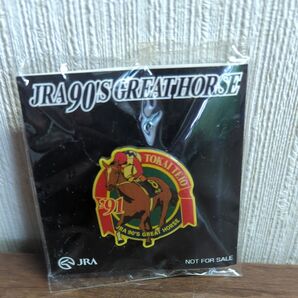 JRA 90'S GREAT HORSE
TOKAI TEIO
'91
JRA 90'S GREAT HORSE
JRA
NOT FOR SALE